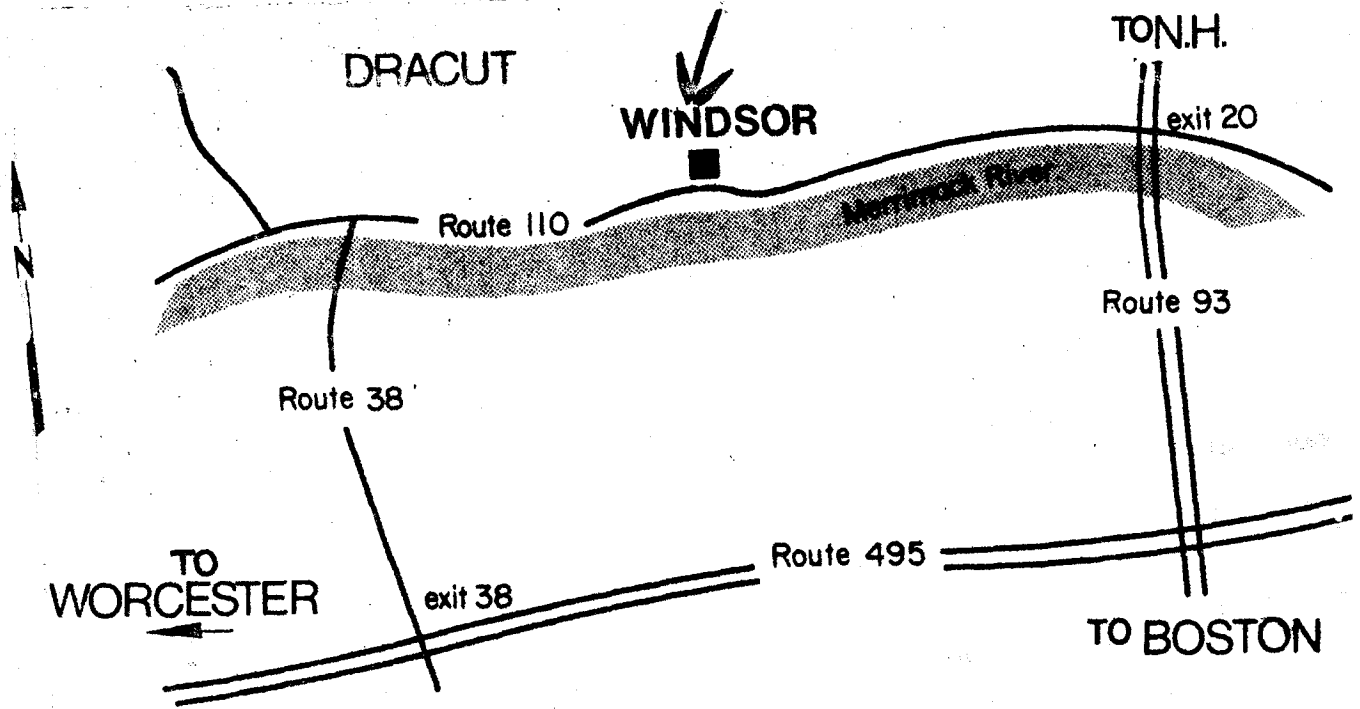 TO N.H.
DRACUT
WINDSOR
exit 20
Merrimack River
Route 110
N
Route 93
Route 38
Route 495
TO
WORCESTER
exit 38
TO BOSTON